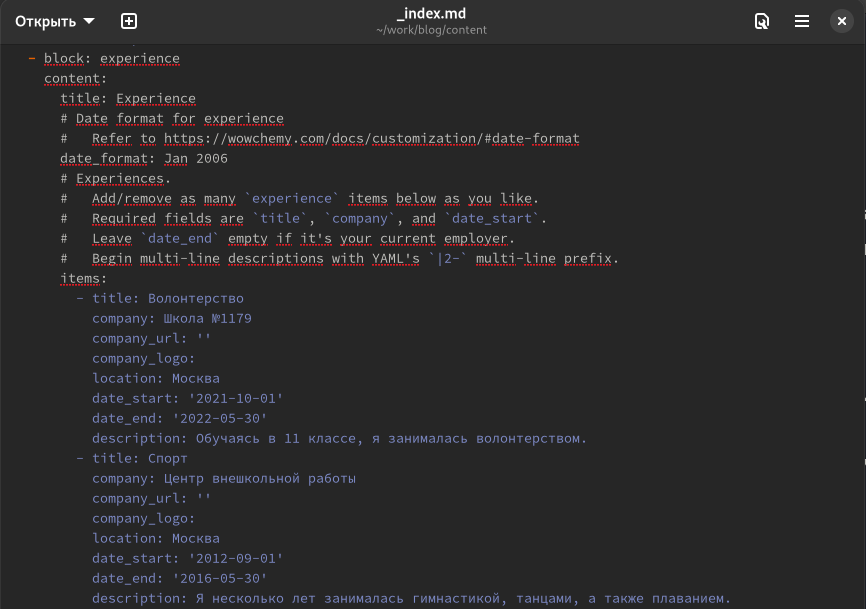 Открыть
_index.md
~/work/blog/content
- block: experience
content:
title: Experience
# Date format for experience
#   Refer to https://wowchemy.com/docs/customization/#date-format
date_format: Jan 2006
# Experiences.
#   Add/remove as many `experience` items below as you like.
#   Required fields are `title`, `company`, and `date_start`.
#   Leave `date_end` empty if it's your current employer.
#   Begin multi-line descriptions with YAML's `|2-` multi-line prefix.
items:
- title: Волонтерство
company: Школа №1179
company_url: ''
company_logo:
location: Москва
date_start: '2021-10-01'
date_end: '2022-05-30'
description: Обучаясь в 11 классе, я занималась волонтерством.
- title: Спорт
company: Центр внешкольной работы
company_url: ''
company_logo:
location: Москва
date_start: '2012-09-01'
date_end: '2016-05-30'
description: Я несколько лет занималась гимнастикой, танцами, а также плаванием.